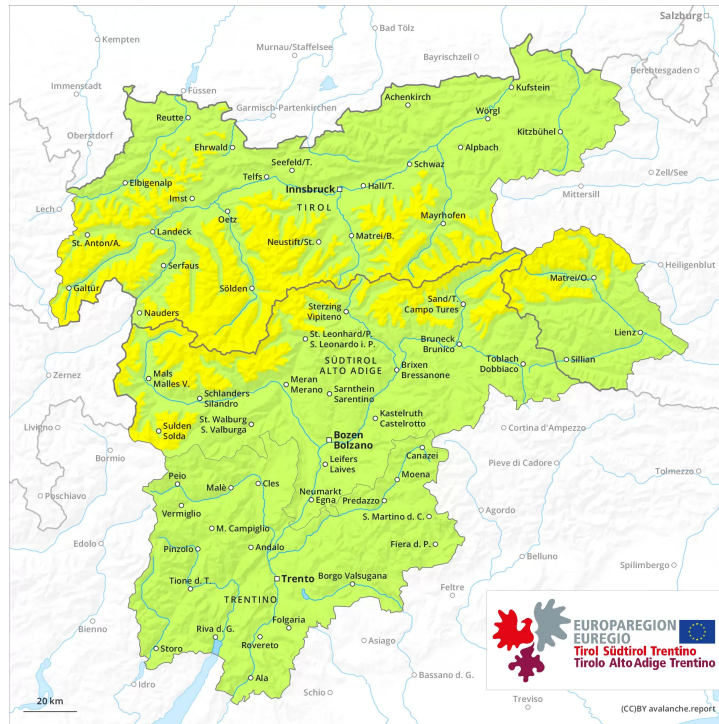 Salzburg
Kempten
Bad Tölz
Murnau/Staffelsee
Bayrischzell
Berchtesgaden
Immenstadt
Füssen
Garmisch-Partenkirchen
Achenkirch
Kufstein
Reutte
Wörgl
Oberstdorf
Ehrwald
Kitzbühel
Seefeld/T.
Schwaz
Alpbach
Zell/See
Telfs
Elbigenalp
Innsbruck
Hall/T.
Mittersill
Imst
TIROL
Lech
Oetz
Mayrhofen
St. Anton/A.
Landeck
Neustift/St.
Matrei/B.
Heiligenblut
Serfaus
Matrei/O.
Galtür
Sölden
Nauders
Sterzing
Vipiteno
Sand/T.
Campo Tures
Lienz
St. Leonhard/P.
S. Leonardo i. P.
Bruneck
Brunico
Toblach
Dobbiaco
Sillian
SÜDTIROL
ALTO ADIGE
Zernez
Mals
Malles V.
Meran
Merano
Brixen
Bressanone
Schlanders
Silandro
Sarnthein
Sarentino
St. Walburg
S. Valburga
Kastelruth
Castelrotto
Livigno
Sulden
Solda
Bozen
Bolzano
Cortina d'Ampezzo
Bormio
Canazei
Pieve di Cadore
Leifers
Laives
Moena
Tolmezzo
Peio
Malè
Cles
Poschiavo
Neumarkt
Egna
Predazzo
Vermiglio
Agordo
S. Martino d. C.
M. Campiglio
Edolo
Pinzolo
Andalo
Fiera d. P.
Belluno
Spilimbergo
Trento
Tione d. T.
Borgo Valsugana
Feltre
TRENTINO
Folgaria
Bienno
Riva d. G.
Rovereto
Asiago
Storo
Ala
Bassano d. G.
Idro
Schio
Treviso
EUROPAREGION
EUREGIO
Tirol Südtirol Trentino
Tirolo Alto Adige Trentino
20 km
(CC)BY avalanche.report